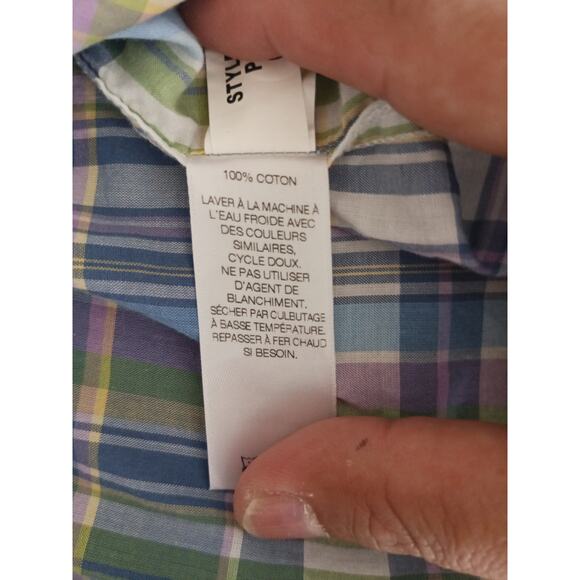 STYLE
100% COTON
LAVER À LA MACHINE À
L'EAU FROIDE AVEC
DES COULEURS
SIMILAIRES,
CYCLE DOUX.
NE PAS UTILISER
D'AGENT DE
BLANCHIMENT.
SÉCHER PAR CULBUTAGE
À BASSE TEMPÉRATURE.
REPASSER À FER CHAUD
SI BESOIN.